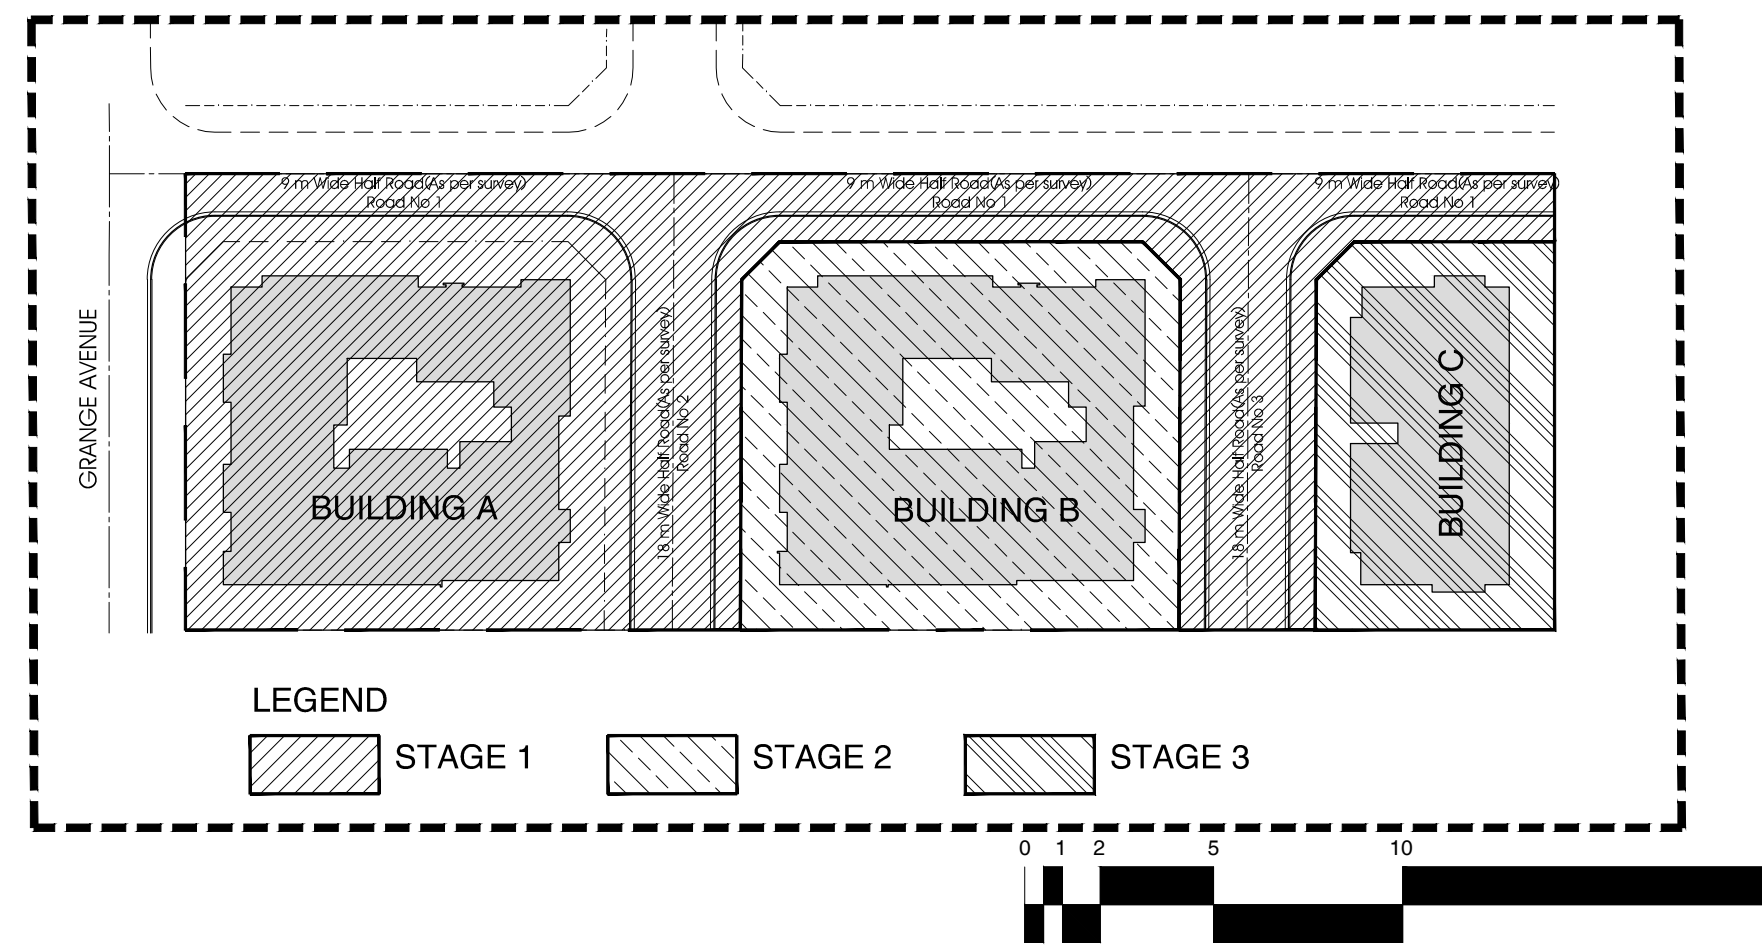 9 m Wide Half Road(As per survey)
Road No 1
9 m Wide Half Road(As per survey)
Road No 1
9 m Wide Half Road(As per survey)
Road No 1
GRANGE AVENUE
18 m Wide Half Road(As per survey)
Road No 2
18 m Wide Half Road(As per survey)
Road No 3
BUILDING A
BUILDING B
BUILDING C
LEGEND
STAGE 1
STAGE 2
STAGE 3
0 1 2 5 10